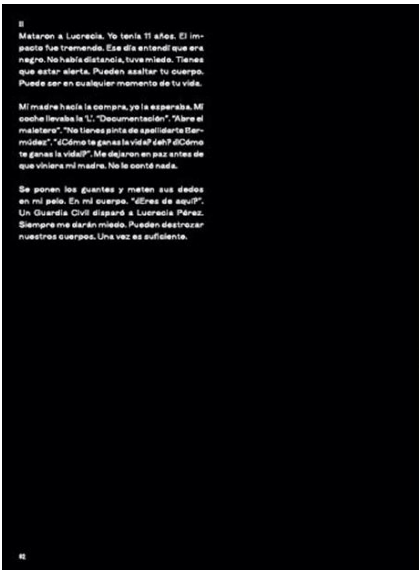 II
Mataron a Lucrecia. Yo tenía 11 años. El im-
pacto fue tremendo. Ese día entendí que era
negro. No había distancia, tuve miedo. Tienes
que estar alerta. Pueden asaltar tu cuerpo.
Puede ser en cualquier momento de tu vida.
Mi madre hacía la compra, yo la esperaba. Mi
coche llevaba la ‘L’. “Documentación”. “Abre el
maletero”. “No tienes pinta de apellidarte Ber-
múdez”. “¿Cómo te ganas la vida? ¿eh? ¿Cómo
te ganas la vida?”. Me dejaron en paz antes de
que viniera mi madre. No le conté nada.
Se ponen los guantes y meten sus dedos
en mi pelo. En mi cuerpo. “¿Eres de aquí?”.
Un Guardia Civil disparó a Lucrecia Pérez.
Siempre me darán miedo. Pueden destrozar
nuestros cuerpos. Una vez es suficiente.
62